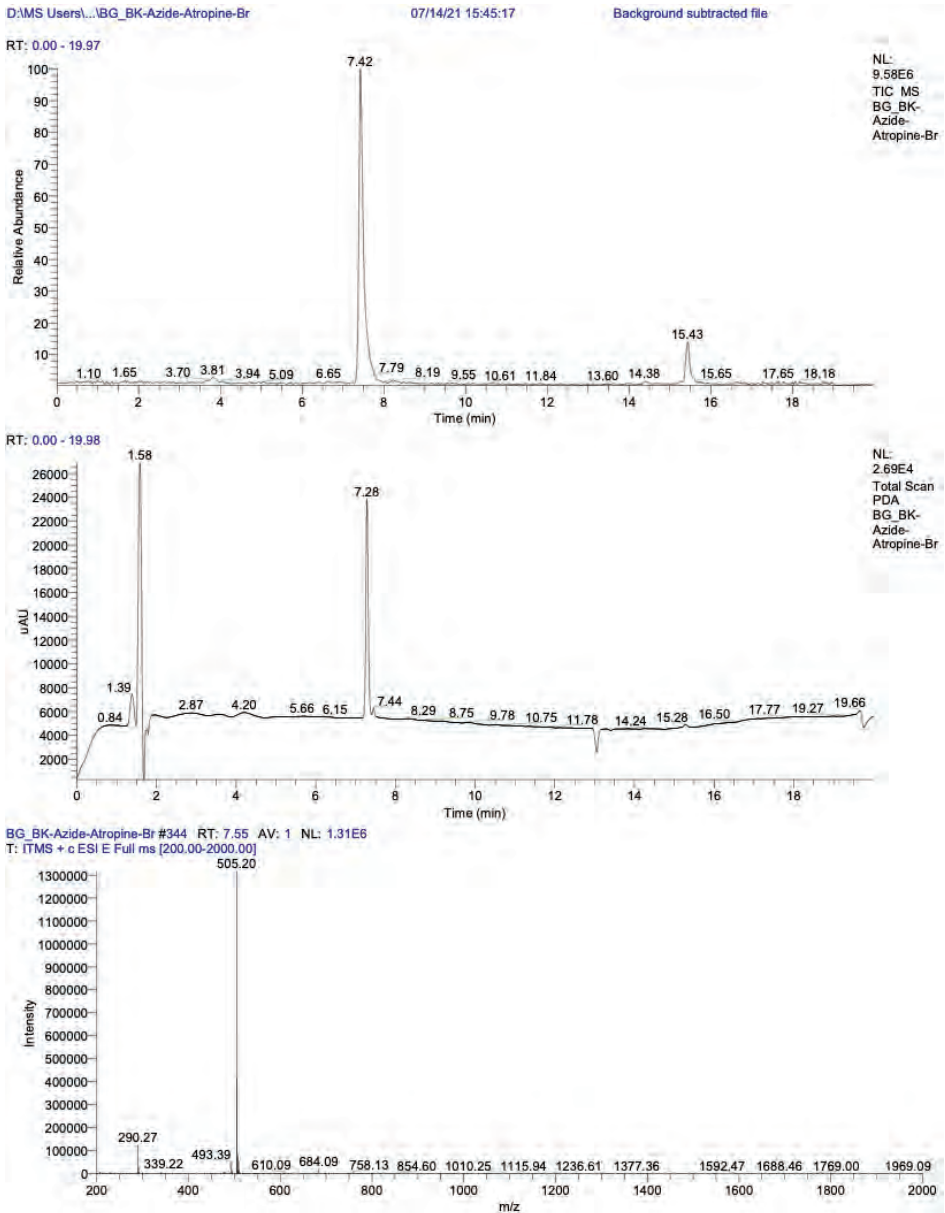 D:\MS Users\...\BG_BK-Azide-Atropine-Br 07/14/21 15:45:17 Background subtracted file
RT: 0.00 - 19.97
NL:
9.58E6
TIC MS
BG_BK-
Azide-
Atropine-Br
Relative Abundance
100
90
80
70
60
50
40
30
20
10
7.42
15.43
1.10 1.65 3.70 3.81 3.94 5.09 6.65 7.79 8.19 9.55 10.61 11.84 13.60 14.38 15.65 17.65 18.18
0 2 4 6 8 10 12 14 16 18
Time (min)
RT: 0.00 - 19.98
NL:
2.69E4
Total Scan
PDA
BG_BK-
Azide-
Atropine-Br
uAU
26000
24000
22000
20000
18000
16000
14000
12000
10000
8000
6000
4000
2000
1.58
7.28
0.84 1.39 2.87 4.20 5.66 6.15 7.44 8.29 8.75 9.78 10.75 11.78 14.24 15.28 16.50 17.77 19.27 19.66
0 2 4 6 8 10 12 14 16 18
Time (min)
BG_BK-Azide-Atropine-Br #344 RT: 7.55 AV: 1 NL: 1.31E6
T: ITMS + c ESI E Full ms [200.00-2000.00]
505.20
Intensity
1300000
1200000
1100000
1000000
900000
800000
700000
600000
500000
400000
300000
200000
100000
0
290.27 339.22 493.39 610.09 684.09 758.13 854.60 1010.25 1115.94 1236.61 1377.36 1592.47 1688.46 1769.00 1969.09
200 400 600 800 1000 1200 1400 1600 1800 2000
m/z